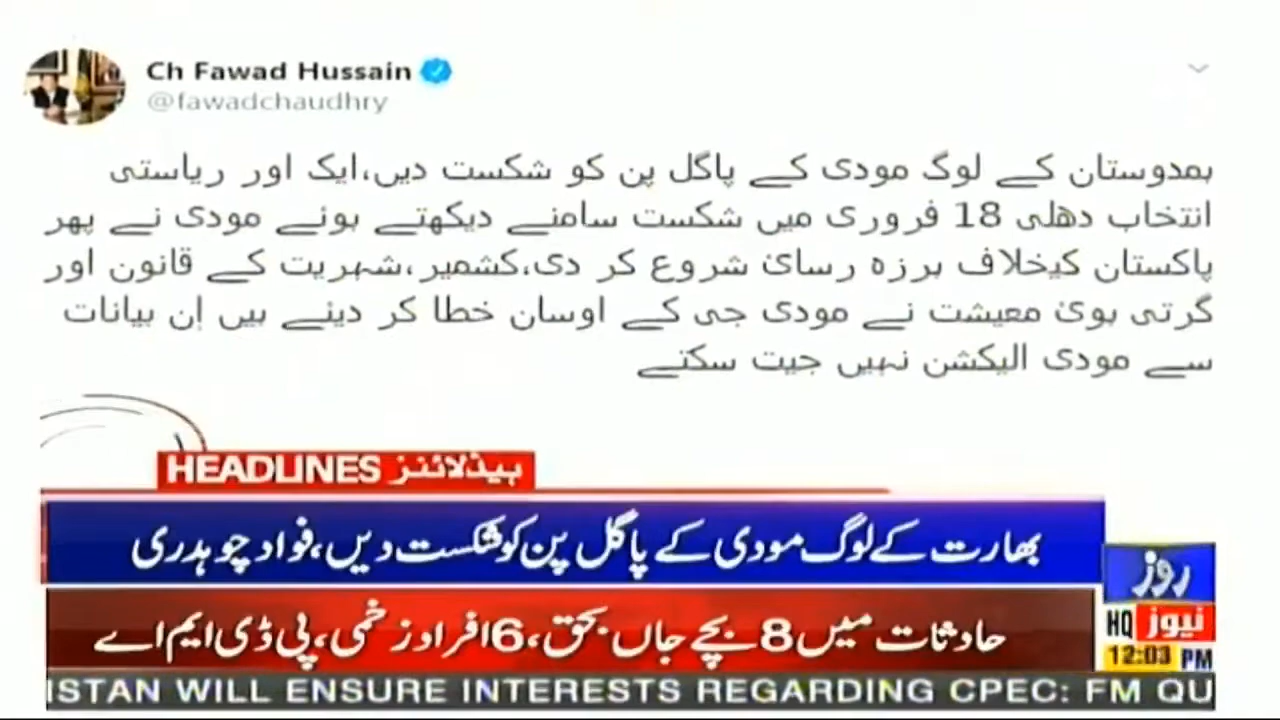 Ch Fawad Hussain
@fawadchaudhry
ہمدوستان کے لوگ مودی کے پاگل پن کو شکست دیں،ایک اور ریاستی
انتخاب دھلی 18 فروری میں شکست سامنے دیکھتے ہوئے مودی نے پھر
پاکستان کیخلاف ہرزہ رسائ شروع کر دی،کشمیر،شہریت کے قانون اور
گرتی ہوئ معیشت نے مودی جی کے اوسان خطا کر دینے ہیں اِن بیانات
سے مودی الیکشن نہیں جیت سکتے
HEADLINES ہیڈلائنز
بھارت کے لوگ مودی کے پاگل پن کو شکست دیں،فواد چوہدری
حادثات میں 8 بچے جاں بحق،6 افراد زخمی،پی ڈی ایم اے
روز
HQ نیوز
12:03 PM
ISTAN WILL ENSURE INTERESTS REGARDING CPEC: FM QU